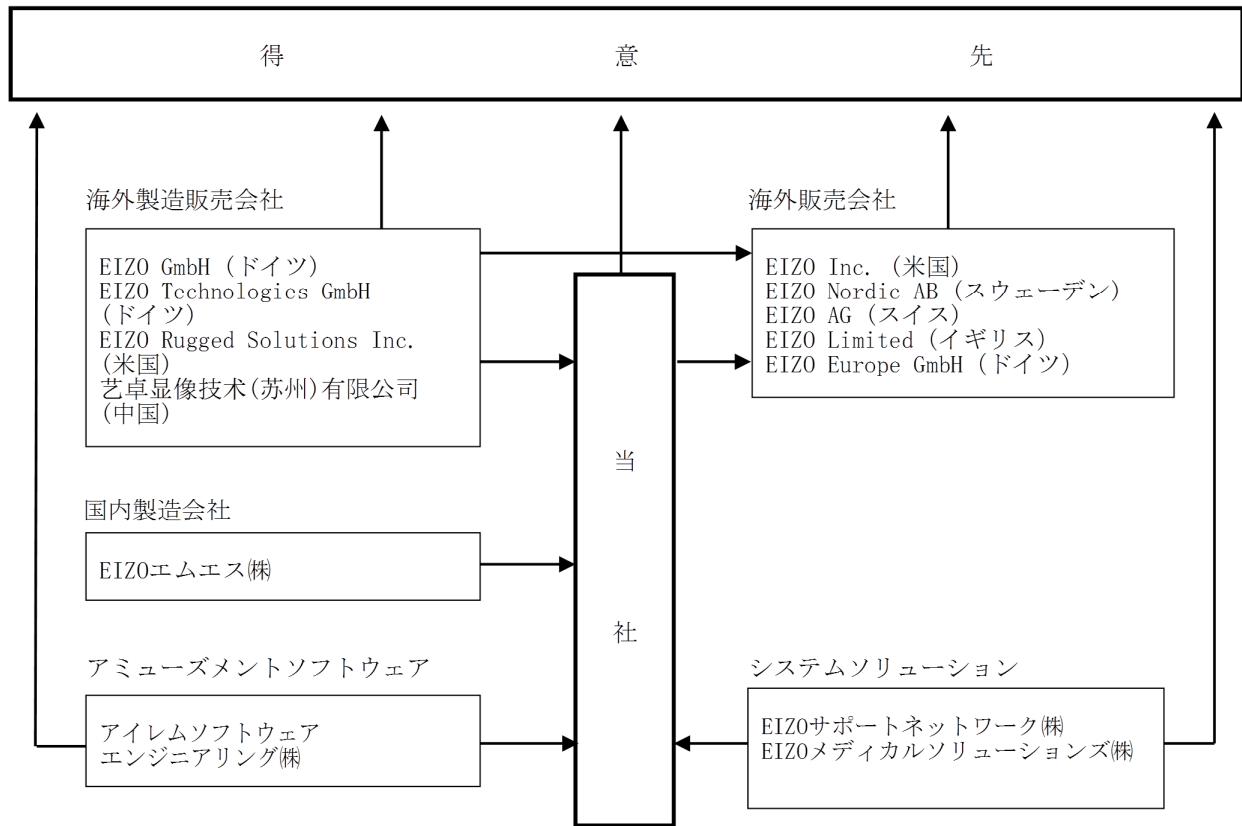 得意先
海外製造販売会社
EIZO GmbH (ドイツ)
EIZO Technologies GmbH
(ドイツ)
EIZO Rugged Solutions Inc.
(米国)
艺卓显像技术(苏州)有限公司
(中国)
海外販売会社
EIZO Inc. (米国)
EIZO Nordic AB (スウェーデン)
EIZO AG (スイス)
EIZO Limited (イギリス)
EIZO Europe GmbH (ドイツ)
当社
国内製造会社
EIZOエムエス㈱
アミューズメントソフトウェア
アイレムソフトウェア
エンジニアリング㈱
システムソリューション
EIZOサポートネットワーク㈱
EIZOメディカルソリューションズ㈱